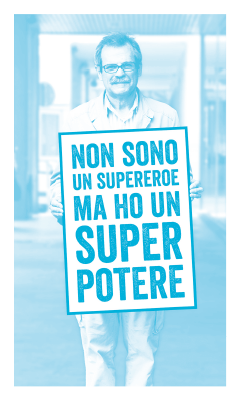 NON SONO
UN SUPEREROE
MA HO UN
SUPER
POTERE